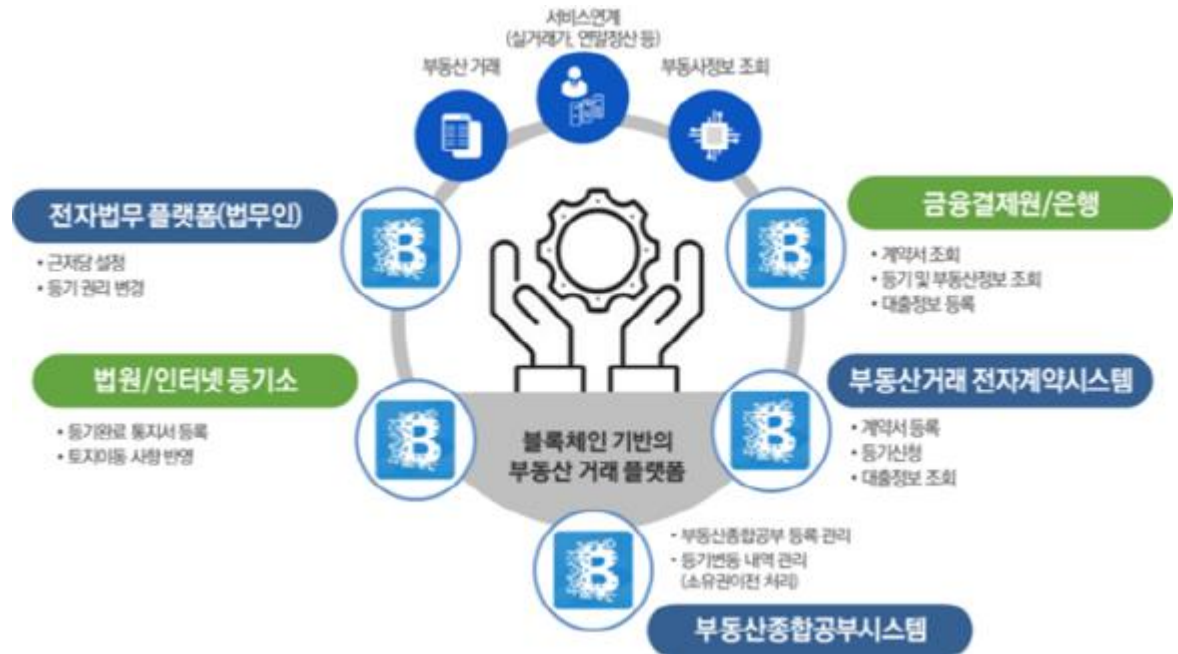 서비스연계
(실거래가, 연말정산 등)
부동산 거래
부동사정보 조회
전자법무 플랫폼(법무인)
• 근저당 설정
• 등기 권리 변경
금융결제원/은행
• 계약서 조회
• 등기 및 부동산정보 조회
• 대출정보 등록
법원/인터넷 등기소
• 등기완료 통지서 등록
• 토지이동 사항 반영
부동산거래 전자계약시스템
• 계약서 등록
• 등기신청
• 대출정보 조회
블록체인 기반의
부동산 거래 플랫폼
- 부동산종합공부 등록 관리
- 등기변동 내역 관리
(소유권이전 처리)
부동산종합공부시스템